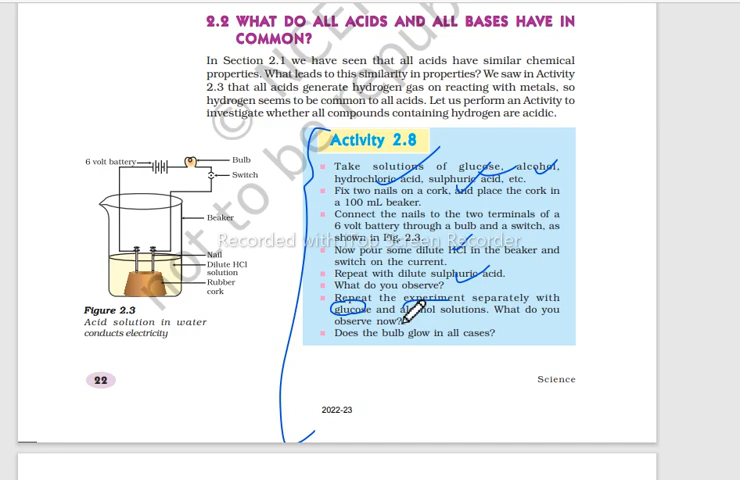 2.2 WHAT DO ALL ACIDS AND ALL BASES HAVE IN
COMMON?
In Section 2.1 we have seen that all acids have similar chemical
properties. What leads to this similarity in properties? We saw in Activity
2.3 that all acids generate hydrogen gas on reacting with metals, so
hydrogen seems to be common to all acids. Let us perform an Activity to
investigate whether all compounds containing hydrogen are acidic.
Activity 2.8
Take solutions of glucose, alcohol,
hydrochloric acid, sulphuric acid, etc.
Fix two nails on a cork, and place the cork in
a 100 mL beaker.
Connect the nails to the two terminals of a
6 volt battery through a bulb and a switch, as
shown in Fig. 2.3.
Now pour some dilute HCl in the beaker and
switch on the current.
Repeat with dilute sulphuric acid.
What do you observe?
Repeat the experiment separately with
glucose and alcohol solutions. What do you
observe now?
Does the bulb glow in all cases?
6 volt battery
Bulb
Switch
Beaker
Nail
Dilute HCl
solution
Rubber
cork
Figure 2.3
Acid solution in water
conducts electricity
22
Science
2022-23
© NCE
not to be repub
Recorded with iTop Screen Recorder